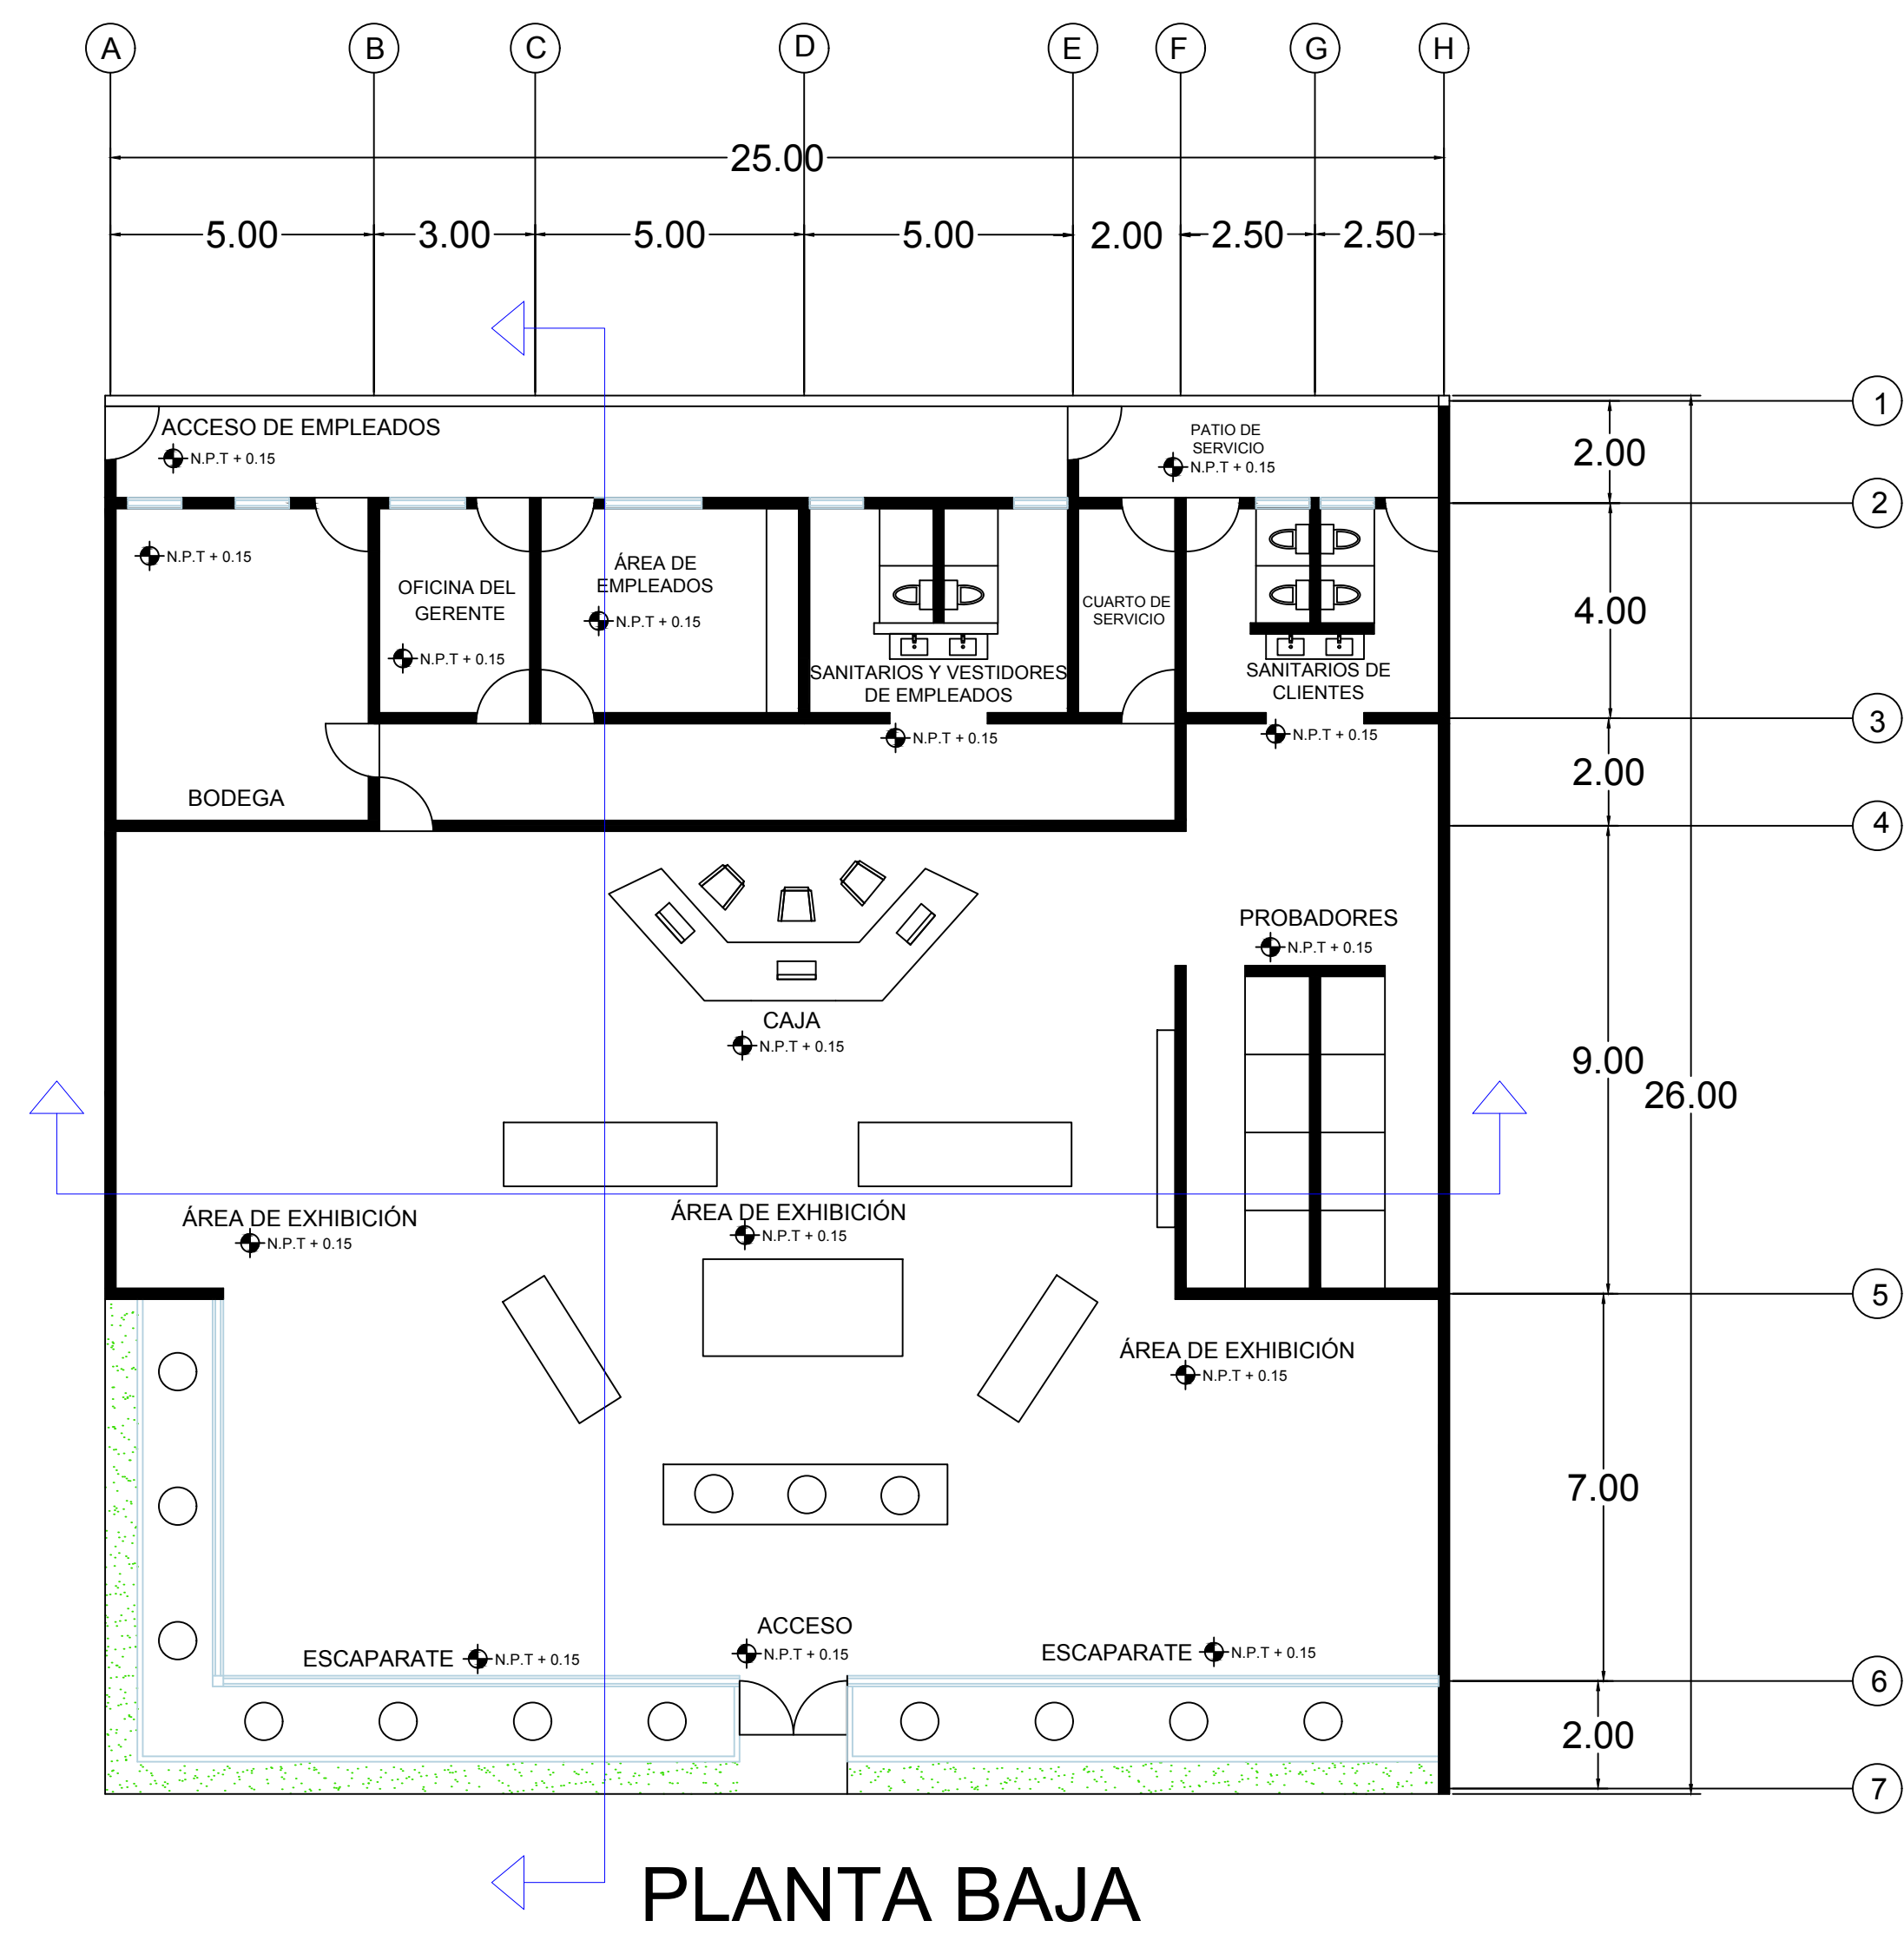 A B C D E F G H
25.00
5.00 3.00 5.00 5.00 2.00 2.50 2.50
1
ACCESO DE EMPLEADOS
N.P.T + 0.15
PATIO DE
SERVICIO
N.P.T + 0.15
2.00
2
N.P.T + 0.15
OFICINA DEL
GERENTE
N.P.T + 0.15
ÁREA DE
EMPLEADOS
N.P.T + 0.15
CUARTO DE
SERVICIO
4.00
SANITARIOS Y VESTIDORES
DE EMPLEADOS
N.P.T + 0.15
SANITARIOS DE
CLIENTES
N.P.T + 0.15
3
2.00
BODEGA
4
PROBADORES
N.P.T + 0.15
CAJA
N.P.T + 0.15
9.00
26.00
ÁREA DE EXHIBICIÓN
N.P.T + 0.15
ÁREA DE EXHIBICIÓN
N.P.T + 0.15
5
ÁREA DE EXHIBICIÓN
N.P.T + 0.15
7.00
ESCAPARATE N.P.T + 0.15
ACCESO
N.P.T + 0.15
ESCAPARATE N.P.T + 0.15
6
2.00
7
PLANTA BAJA